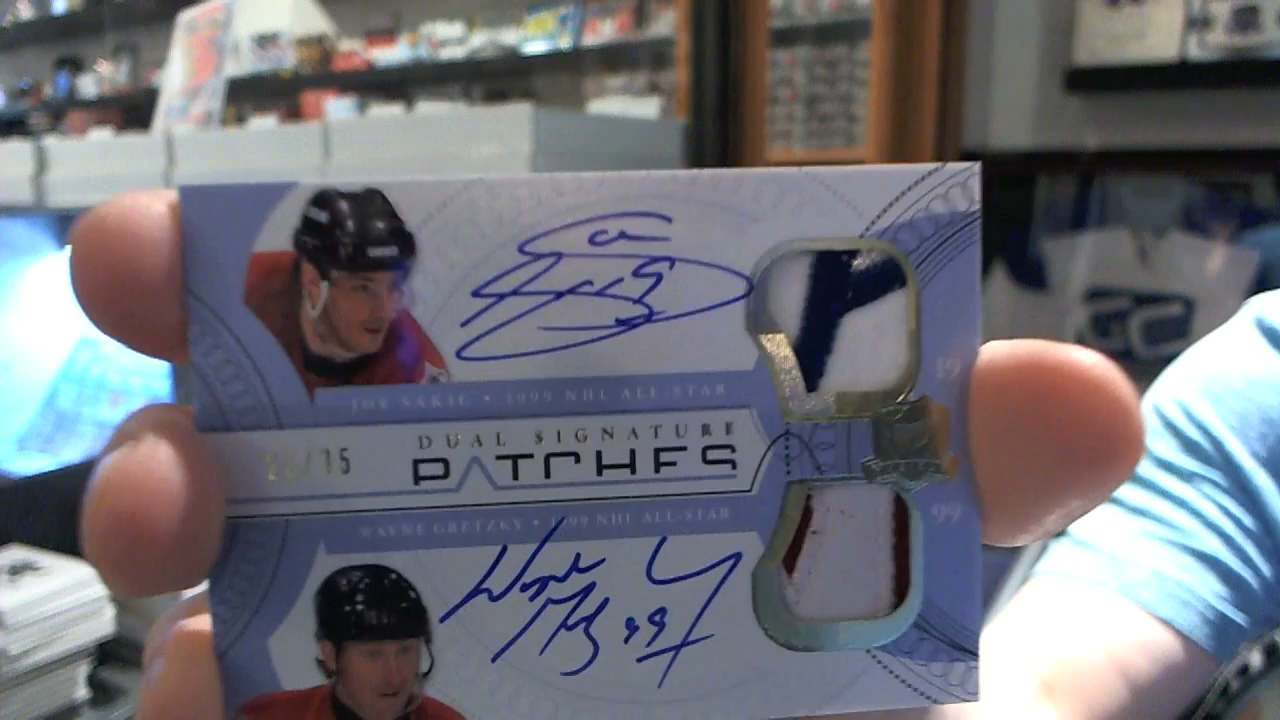 JOE SAKIC • 1999 NHL ALL-STAR
19
DUAL SIGNATURE
PATCHES
WAYNE GRETZKY • 1999 NHL ALL-STAR
99